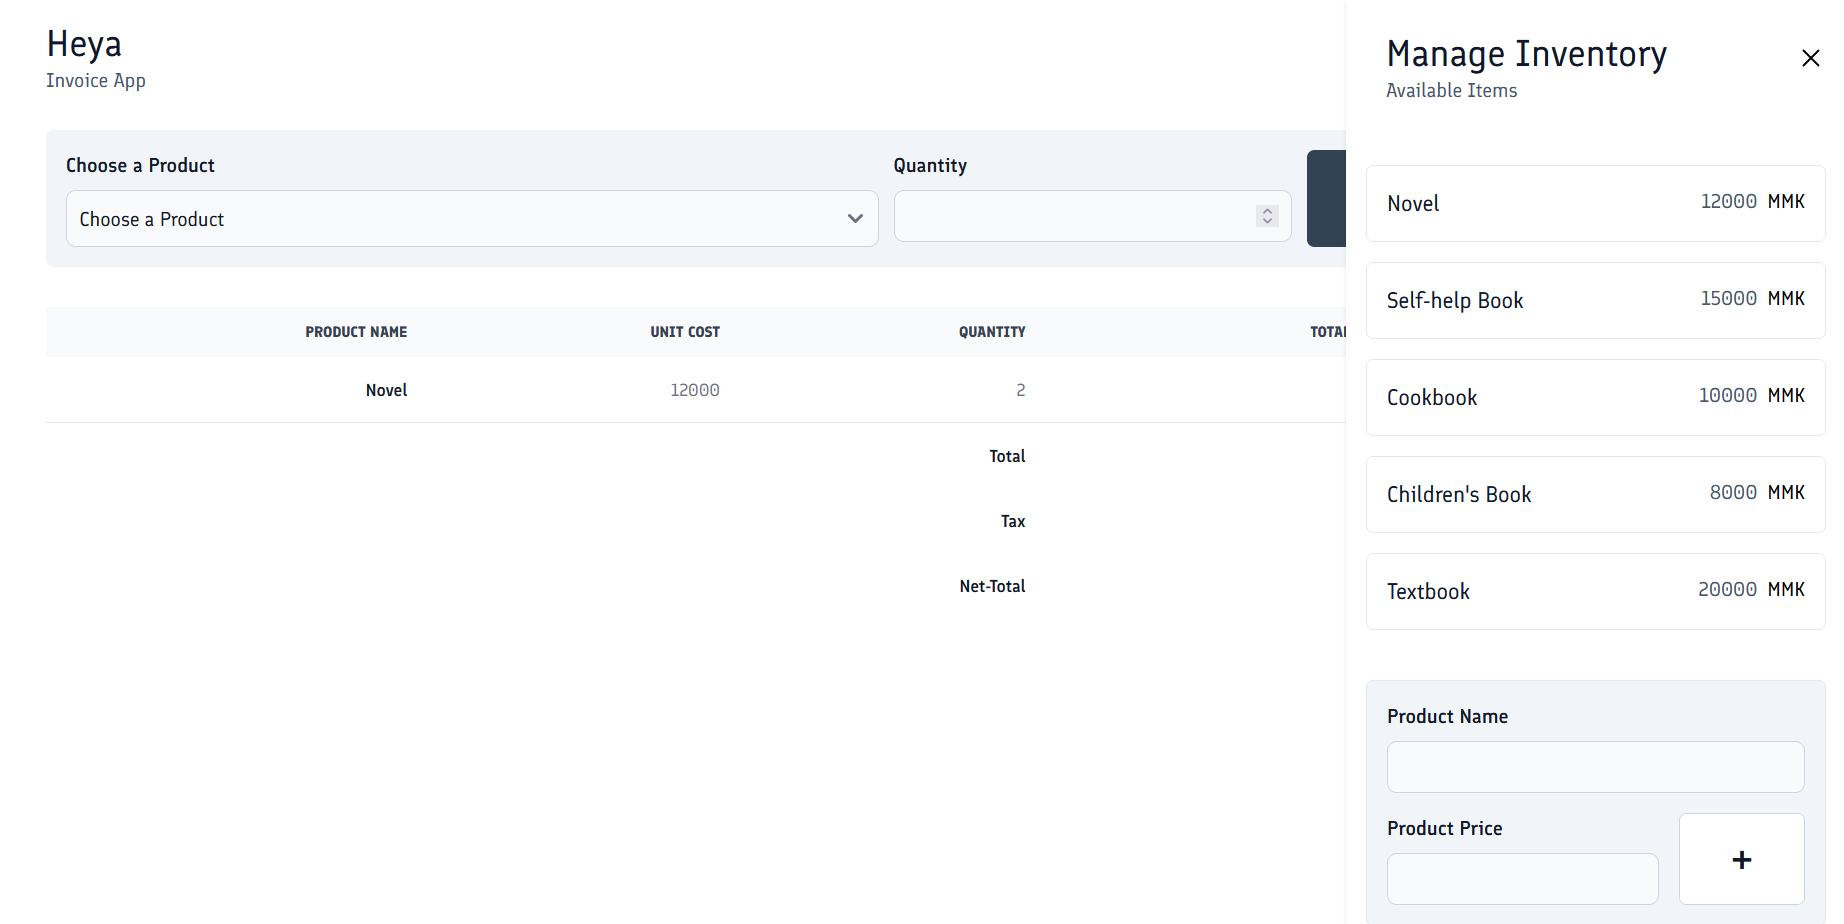 Heya
Invoice App
Choose a Product
Quantity
Choose a Product
PRODUCT NAME UNIT COST QUANTITY
Novel 12000 2
Total
Tax
Net-Total
Manage Inventory
Available Items
Novel 12000 MMK
Self-help Book 15000 MMK
Cookbook 10000 MMK
Children's Book 8000 MMK
Textbook 20000 MMK
Product Name
Product Price
+